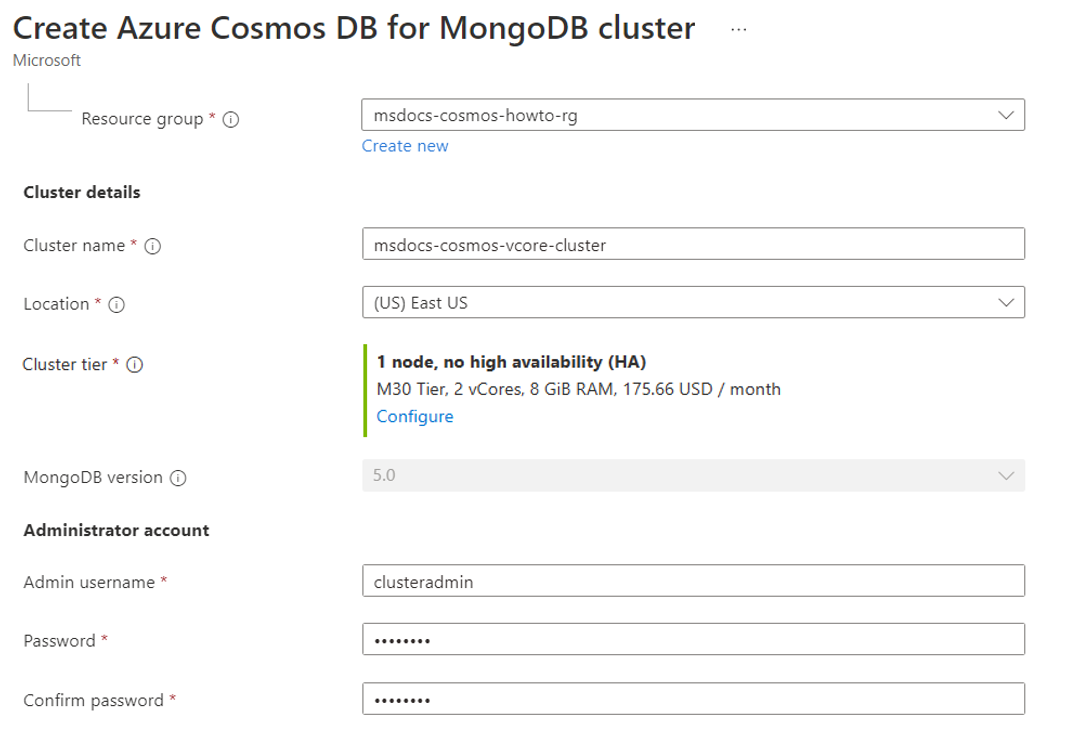 Create Azure Cosmos DB for MongoDB cluster ...
Microsoft
Resource group * msdocs-cosmos-howto-rg
Create new
Cluster details
Cluster name * msdocs-cosmos-vcore-cluster
Location * (US) East US
Cluster tier * 1 node, no high availability (HA)
M30 Tier, 2 vCores, 8 GiB RAM, 175.66 USD / month
Configure
MongoDB version 5.0
Administrator account
Admin username * clusteradmin
Password * ••••••••
Confirm password * ••••••••